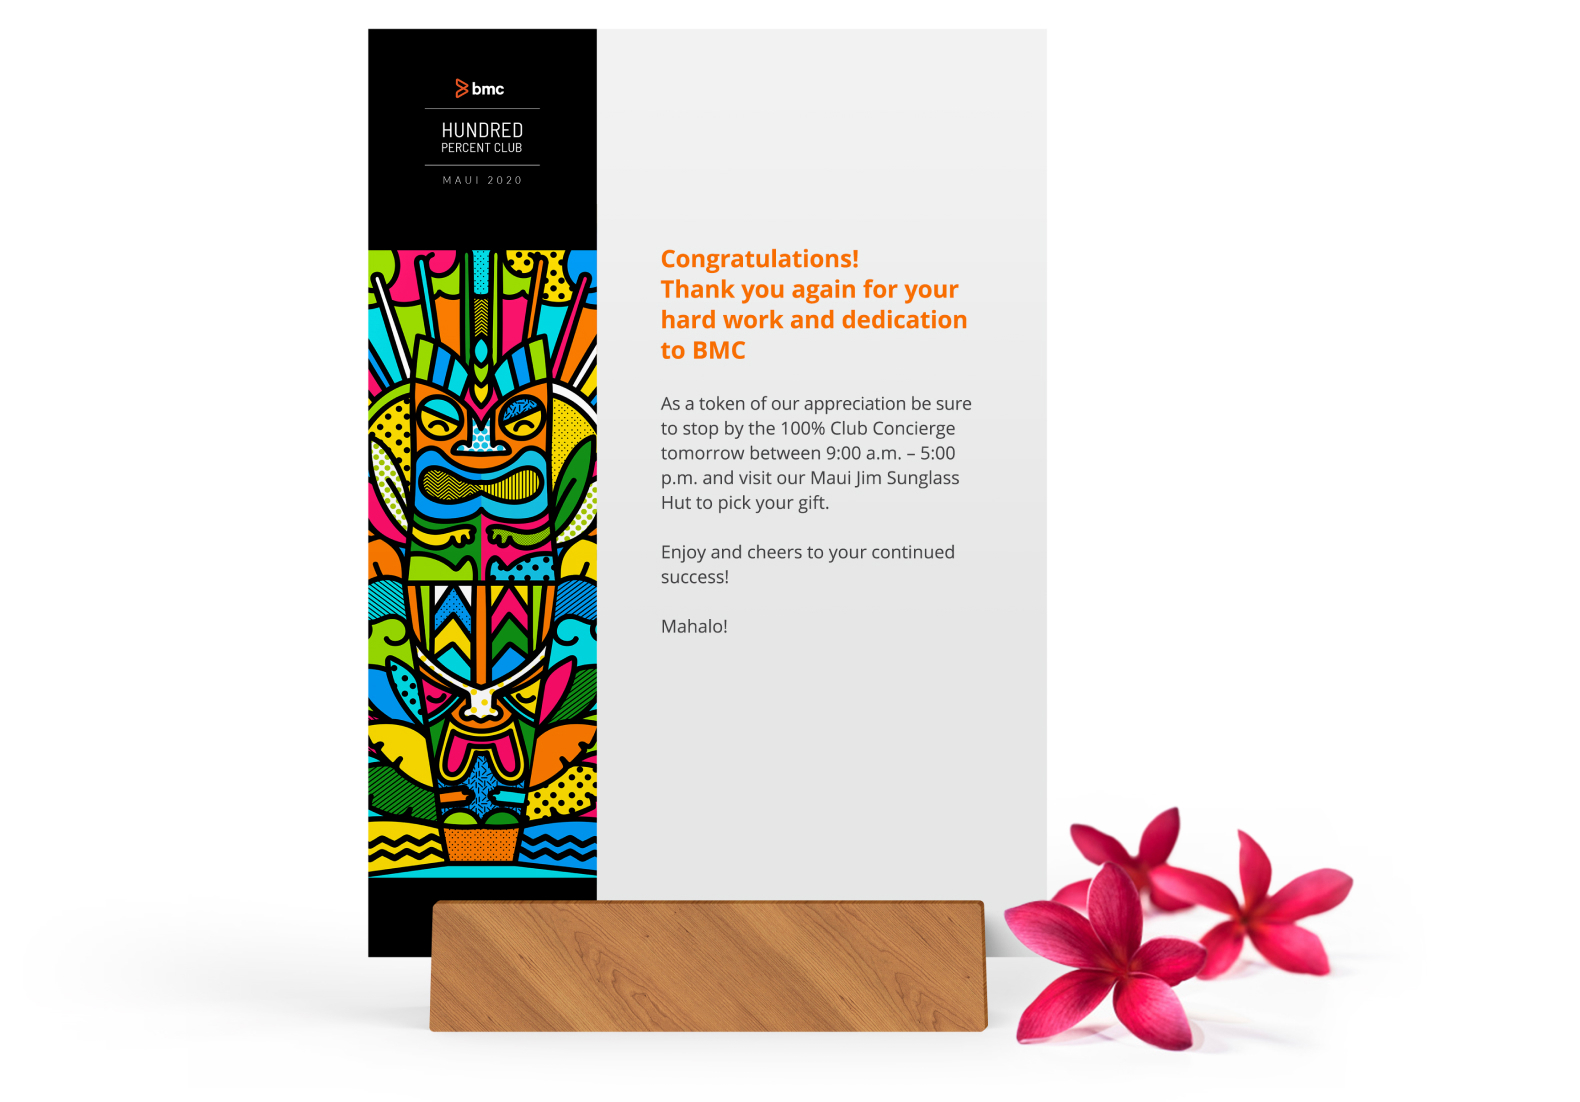 bmc
HUNDRED
PERCENT CLUB
MAUI 2020
Congratulations!
Thank you again for your
hard work and dedication
to BMC
As a token of our appreciation be sure
to stop by the 100% Club Concierge
tomorrow between 9:00 a.m. – 5:00
p.m. and visit our Maui Jim Sunglass
Hut to pick your gift.
Enjoy and cheers to your continued
success!
Mahalo!